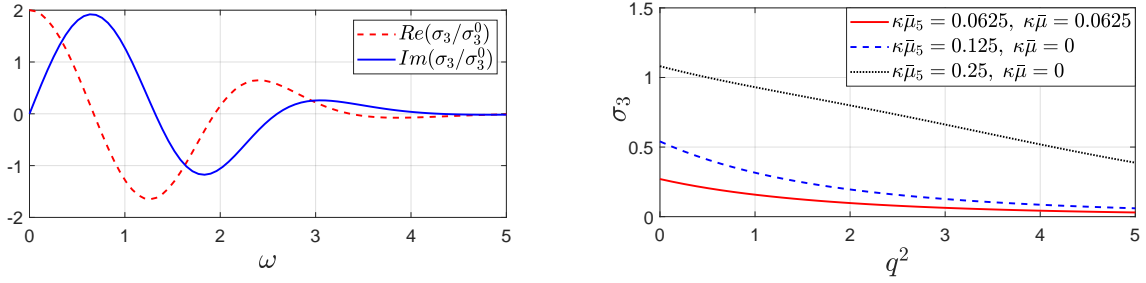 2
1
0
-1
-2
0
1
2
3
4
5
ω
Re(σ₃/σ₃⁰)
Im(σ₃/σ₃⁰)
1.5
1
0.5
0
σ₃
0
1
2
3
4
5
q²
κμ̄₅ = 0.0625, κμ̄ = 0.0625
κμ̄₅ = 0.125, κμ̄ = 0
κμ̄₅ = 0.25, κμ̄ = 0